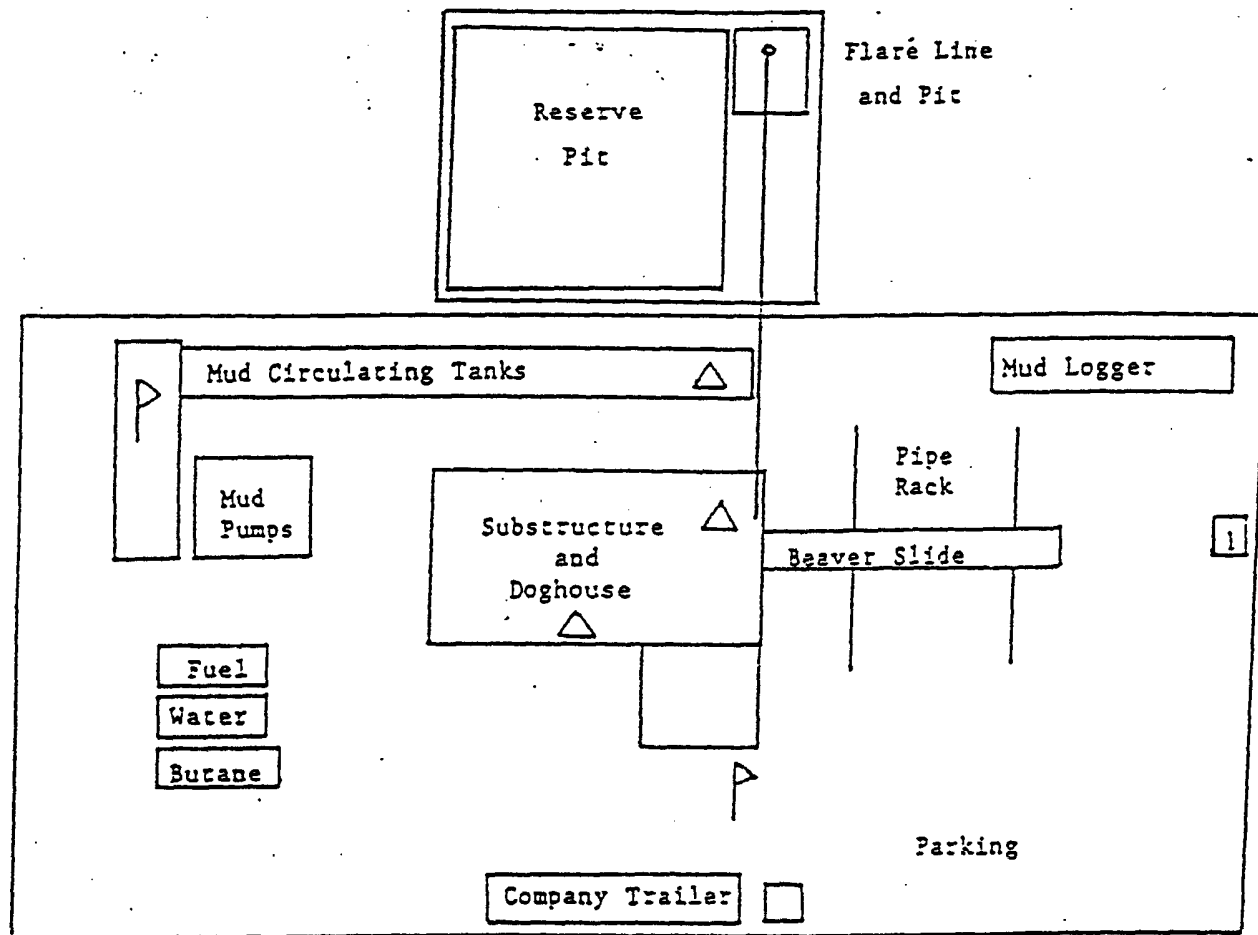 Flare Line
and Pit
Reserve
Pit
Mud Circulating Tanks
Mud Logger
Pipe
Rack
Mud
Pumps
Substructure
and
Doghouse
Beaver Slide
1
Fuel
Water
Butane
Parking
Company Trailer